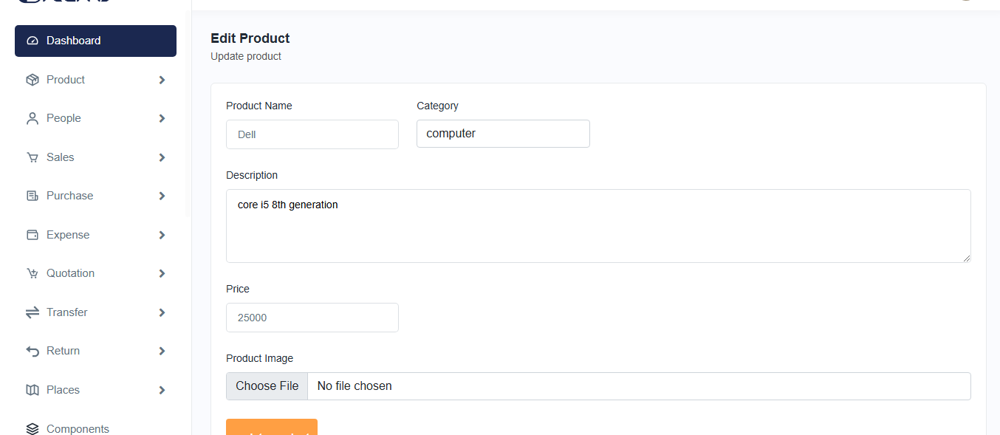 Dashboard
Product
People
Sales
Purchase
Expense
Quotation
Transfer
Return
Places
Components
Edit Product
Update product
Product Name
Category
Dell
computer
Description
core i5 8th generation
Price
25000
Product Image
Choose File
No file chosen